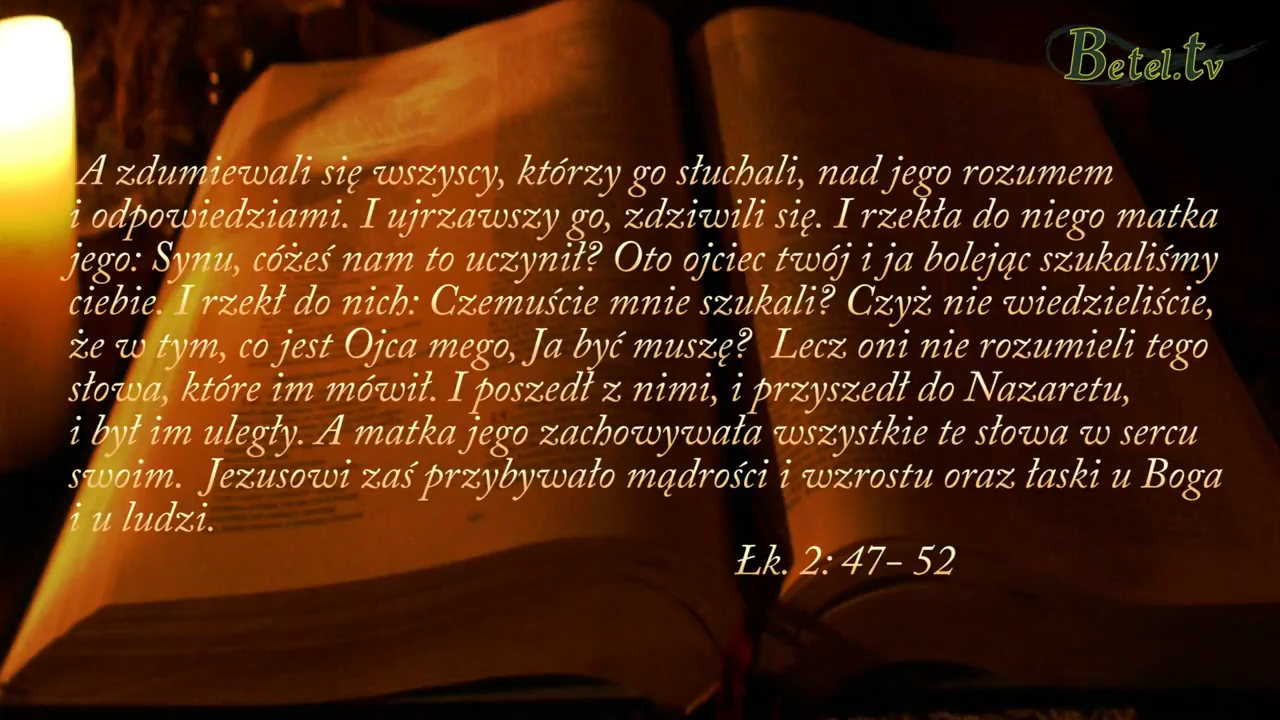 Betel.tv
A zdumiewali się wszyscy, którzy go słuchali, nad jego rozumem
i odpowiedziami. I ujrzawszy go, zdziwili się. I rzekła do niego matka
jego: Synu, cóżeś nam to uczynił? Oto ojciec twój i ja bolejąc szukaliśmy
ciebie. I rzekł do nich: Czemuście mnie szukali? Czyż nie wiedzieliście,
że w tym, co jest Ojca mego, Ja być muszę? Lecz oni nie rozumieli tego
słowa, które im mówił. I poszedł z nimi, i przyszedł do Nazaretu,
i był im uległy. A matka jego zachowywała wszystkie te słowa w sercu
swoim. Jezusowi zaś przybywało mądrości i wzrostu oraz łaski u Boga
i u ludzi.
Łk. 2: 47– 52